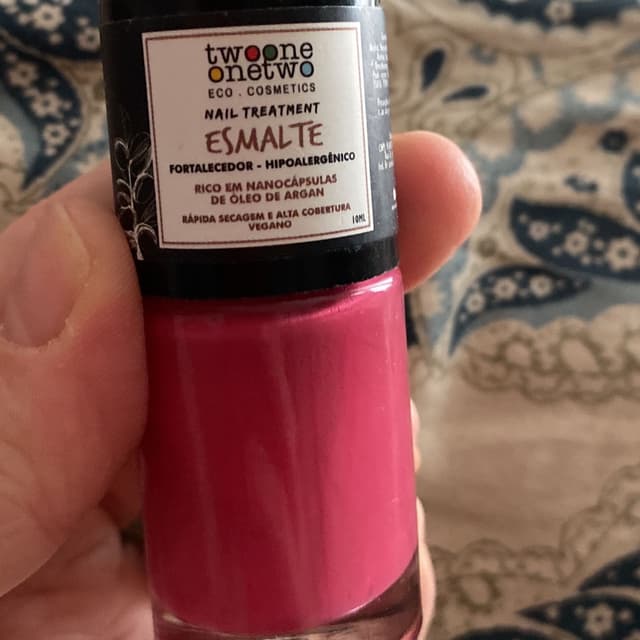 twoone
onetwo
ECO . COSMETICS
NAIL TREATMENT
ESMALTE
FORTALECEDOR - HIPOALERGÊNICO
RICO EM NANOCÁPSULAS
DE ÓLEO DE ARGAN
RÁPIDA SECAGEM E ALTA COBERTURA
VEGANO
10ML